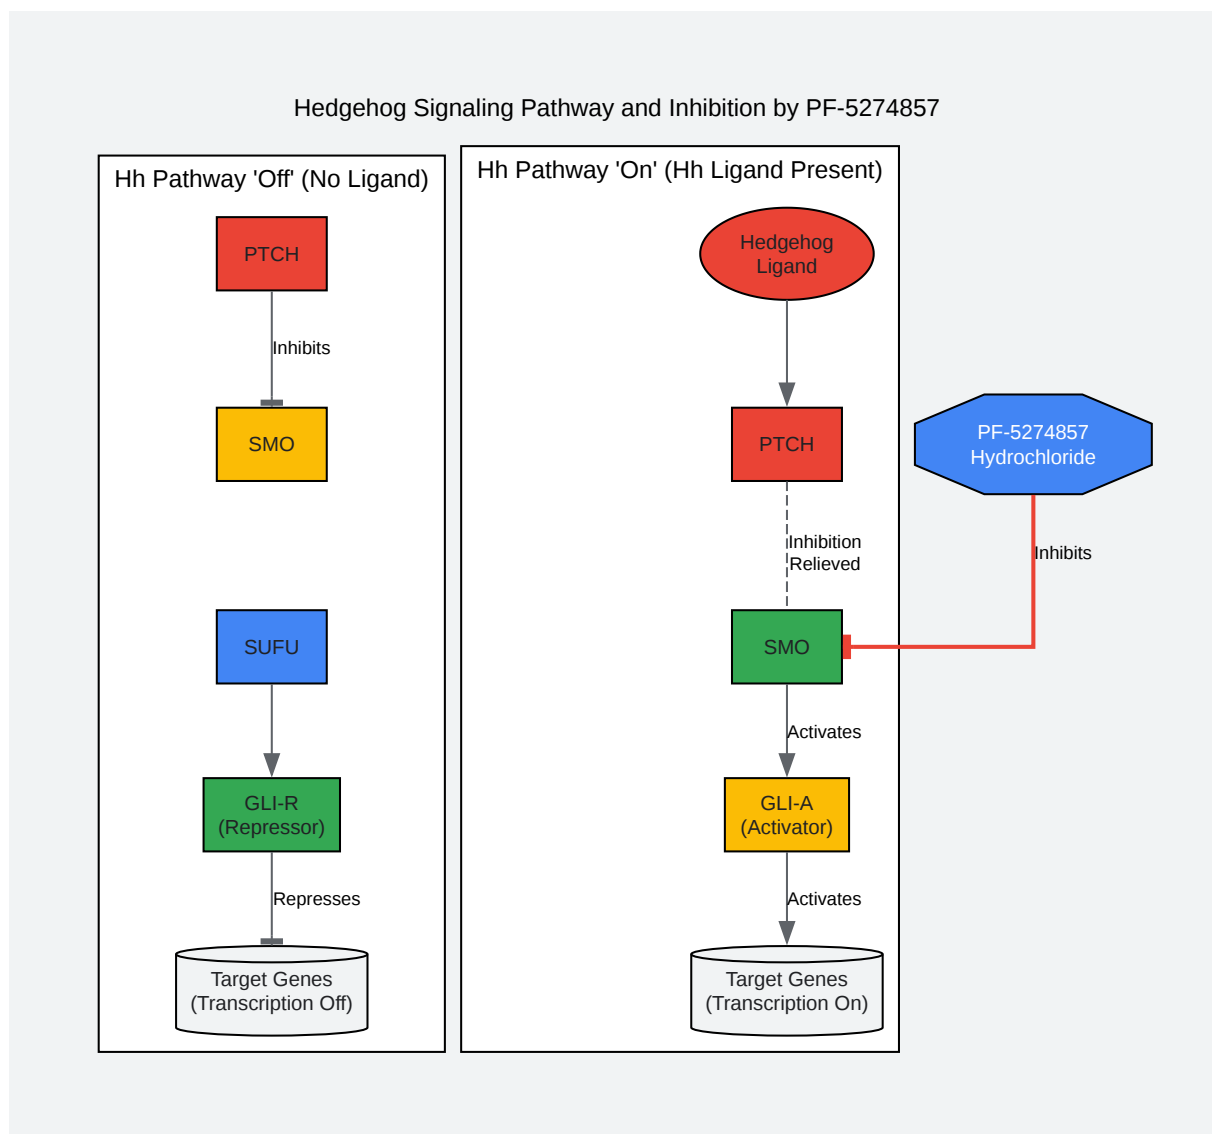 Hedgehog Signaling Pathway and Inhibition by PF-5274857
Hh Pathway 'Off' (No Ligand)
PTCH
Inhibits
SMO
SUFU
GLI-R
(Repressor)
Represses
Target Genes
(Transcription Off)
Hh Pathway 'On' (Hh Ligand Present)
Hedgehog
Ligand
PTCH
Inhibition
Relieved
SMO
Activates
GLI-A
(Activator)
Activates
Target Genes
(Transcription On)
PF-5274857
Hydrochloride
Inhibits